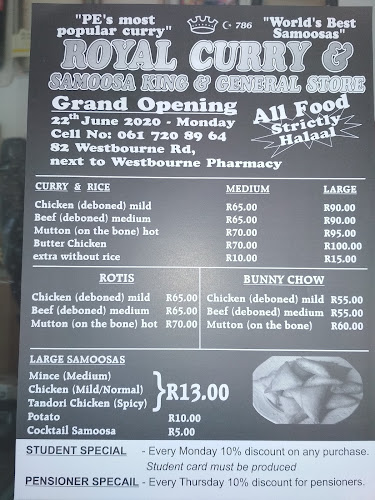 "PE's most popular curry"
☪ 786
"World's Best Samoosas"
ROYAL CURRY &
SAMOOSA KING & GENERAL STORE
Grand Opening
22th June 2020 - Monday
Cell No: 061 720 89 64
82 Westbourne Rd,
next to Westbourne Pharmacy
All Food
Strictly
Halaal
CURRY & RICE MEDIUM LARGE
Chicken (deboned) mild R65.00 R90.00
Beef (deboned) medium R65.00 R90.00
Mutton (on the bone) hot R70.00 R95.00
Butter Chicken R70.00 R100.00
extra without rice R10.00 R15.00
ROTIS
Chicken (deboned) mild R65.00
Beef (deboned) medium R65.00
Mutton (on the bone) hot R70.00
BUNNY CHOW
Chicken (deboned) mild R55.00
Beef (deboned) medium R55.00
Mutton (on the bone) R60.00
LARGE SAMOOSAS
Mince (Medium)
Chicken (Mild/Normal)
Tandori Chicken (Spicy)
R13.00
Potato R10.00
Cocktail Samoosa R5.00
STUDENT SPECIAL - Every Monday 10% discount on any purchase.
Student card must be produced
PENSIONER SPECAIL - Every Thursday 10% discount for pensioners.